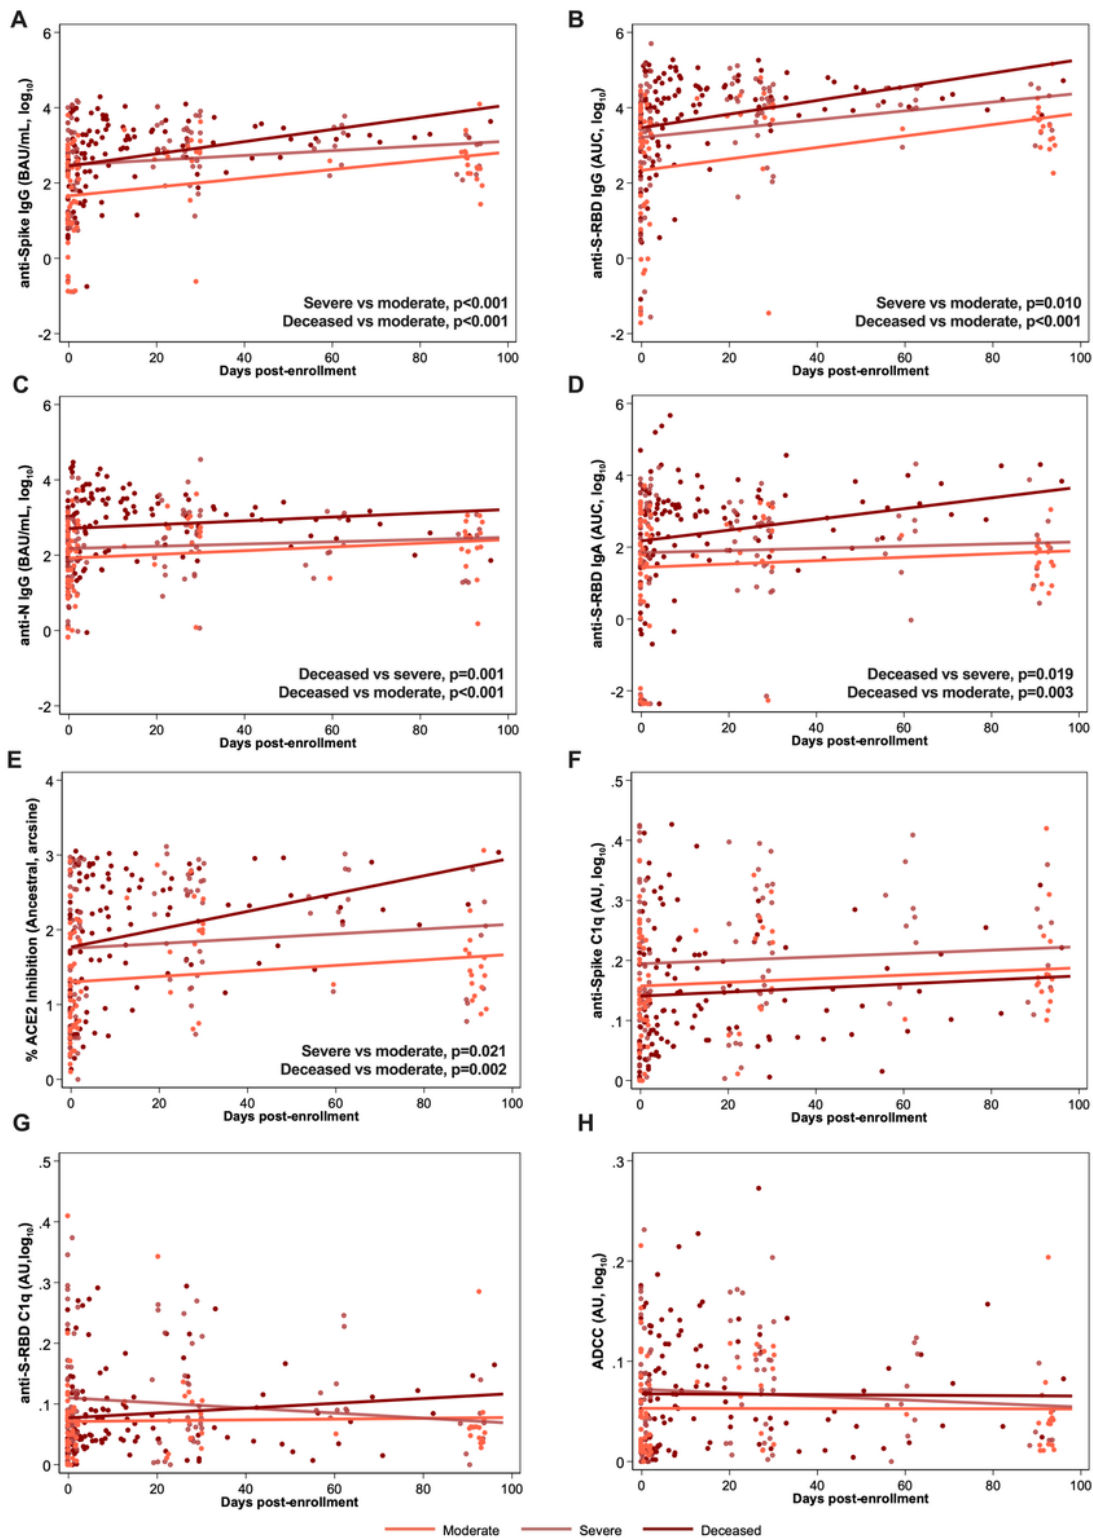 A
anti-Spike IgG (BAU/mL, log₁₀)
6
4
2
0
-2
Severe vs moderate, p<0.001
Deceased vs moderate, p<0.001
0 20 40 60 80 100
Days post-enrollment
B
anti-S-RBD IgG (AUC, log₁₀)
6
4
2
0
-2
Severe vs moderate, p=0.010
Deceased vs moderate, p<0.001
0 20 40 60 80 100
Days post-enrollment
C
anti-N IgG (BAU/mL, log₁₀)
6
4
2
0
-2
Deceased vs severe, p=0.001
Deceased vs moderate, p<0.001
0 20 40 60 80 100
Days post-enrollment
D
anti-S-RBD IgA (AUC, log₁₀)
6
4
2
0
-2
Deceased vs severe, p=0.019
Deceased vs moderate, p=0.003
0 20 40 60 80 100
Days post-enrollment
E
% ACE2 Inhibition (Ancestral, arcsine)
4
3
2
1
0
Severe vs moderate, p=0.021
Deceased vs moderate, p=0.002
0 20 40 60 80 100
Days post-enrollment
F
anti-Spike C1q (AU, log₁₀)
.5
.4
.3
.2
.1
0
0 20 40 60 80 100
Days post-enrollment
G
anti-S-RBD C1q (AU,log₁₀)
.5
.4
.3
.2
.1
0
0 20 40 60 80 100
Days post-enrollment
H
ADCC (AU, log₁₀)
.3
.2
.1
0
0 20 40 60 80 100
Days post-enrollment
Moderate Severe Deceased